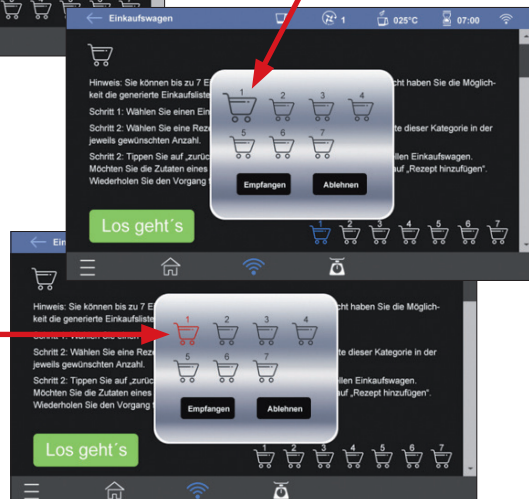 Einkaufswagen 1 025°C 07:00
Hinweis: Sie können bis zu 7 E
cht haben Sie die Möglich-
keit die generierte Einkaufsliste
Schritt 1: Wählen Sie einen Ein
Schritt 2: Wählen Sie eine Reze
te dieser Kategorie in der
jeweils gewünschten Anzahl.
Schritt 2: Tippen Sie auf „zurüc
llen Einkaufswagen.
Möchten Sie die Zutaten eines
auf „Rezept hinzufügen".
Wiederholen Sie den Vorgang
1 2 3 4
5 6 7
Empfangen Ablehnen
Los geht´s
1 2 3 4 5 6 7
Ein
Hinweis: Sie können bis zu 7 E
cht haben Sie die Möglich-
keit die generierte Einkaufsliste
Schritt 2: Wählen Sie eine Reze
te dieser Kategorie in der
jeweils gewünschten Anzahl.
Schritt 2: Tippen Sie auf „zurüc
llen Einkaufswagen.
Möchten Sie die Zutaten eines
auf „Rezept hinzufügen".
Wiederholen Sie den Vorgang
1 2 3 4
5 6 7
Empfangen Ablehnen
Los geht´s
1 2 3 4 5 6 7